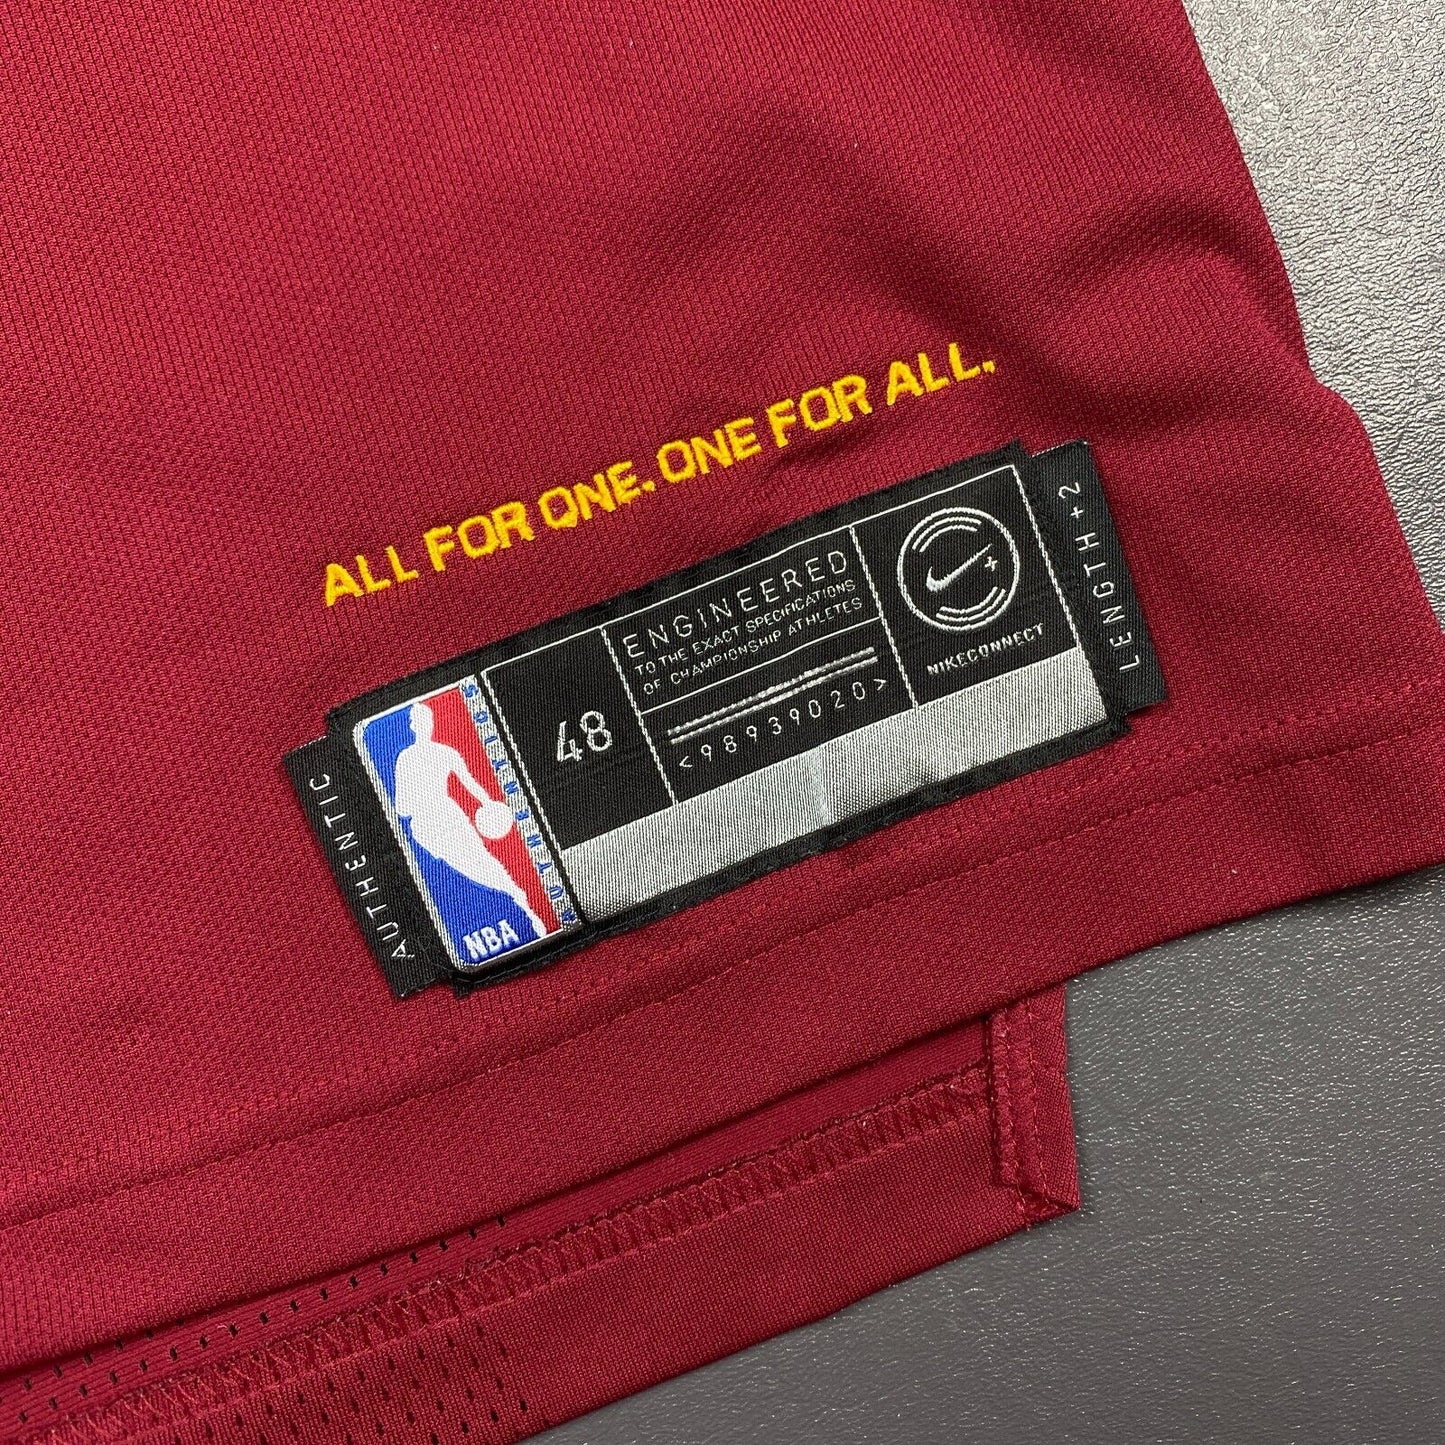 ALL FOR ONE. ONE FOR ALL.
AUTHENTIC
NBA
AUTHENTICS
48
ENGINEERED
TO THE EXACT SPECIFICATIONS
OF CHAMPIONSHIP ATHLETES
<98939020>
NIKECONNECT
LENGTH +2